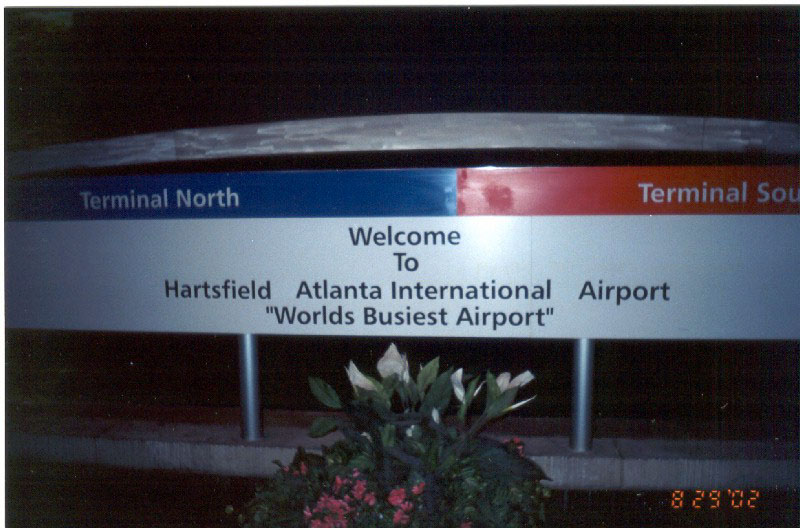 Terminal North
Terminal Sou
Welcome
To
Hartsfield Atlanta International Airport
"Worlds Busiest Airport"
8 29 '02